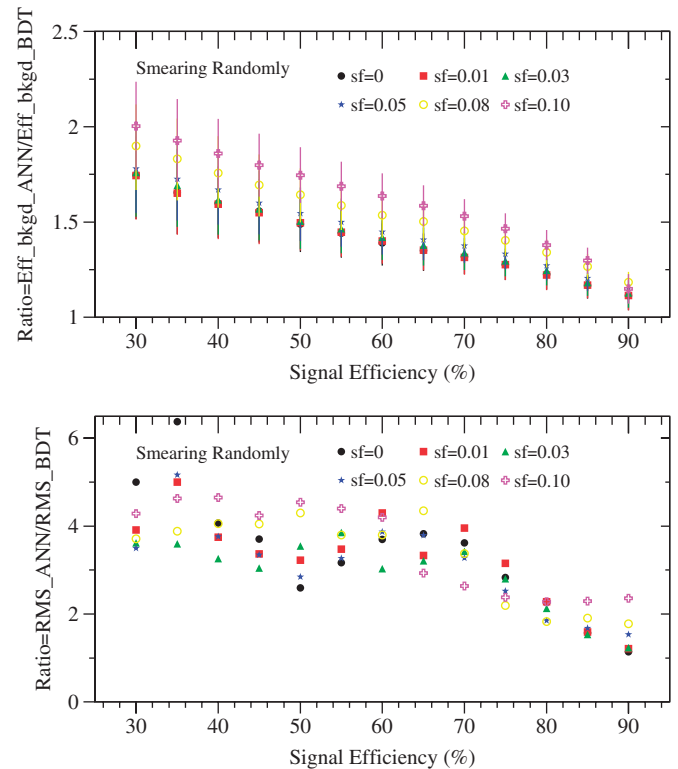 2.5
Smearing Randomly
sf=0 sf=0.01 sf=0.03
sf=0.05 sf=0.08 sf=0.10
2
1.5
1
Ratio=Eff_bkgd_ANN/Eff_bkgd_BDT
30 40 50 60 70 80 90
Signal Efficiency (%)
6
Smearing Randomly
sf=0 sf=0.01 sf=0.03
sf=0.05 sf=0.08 sf=0.10
4
2
0
Ratio=RMS_ANN/RMS_BDT
30 40 50 60 70 80 90
Signal Efficiency (%)